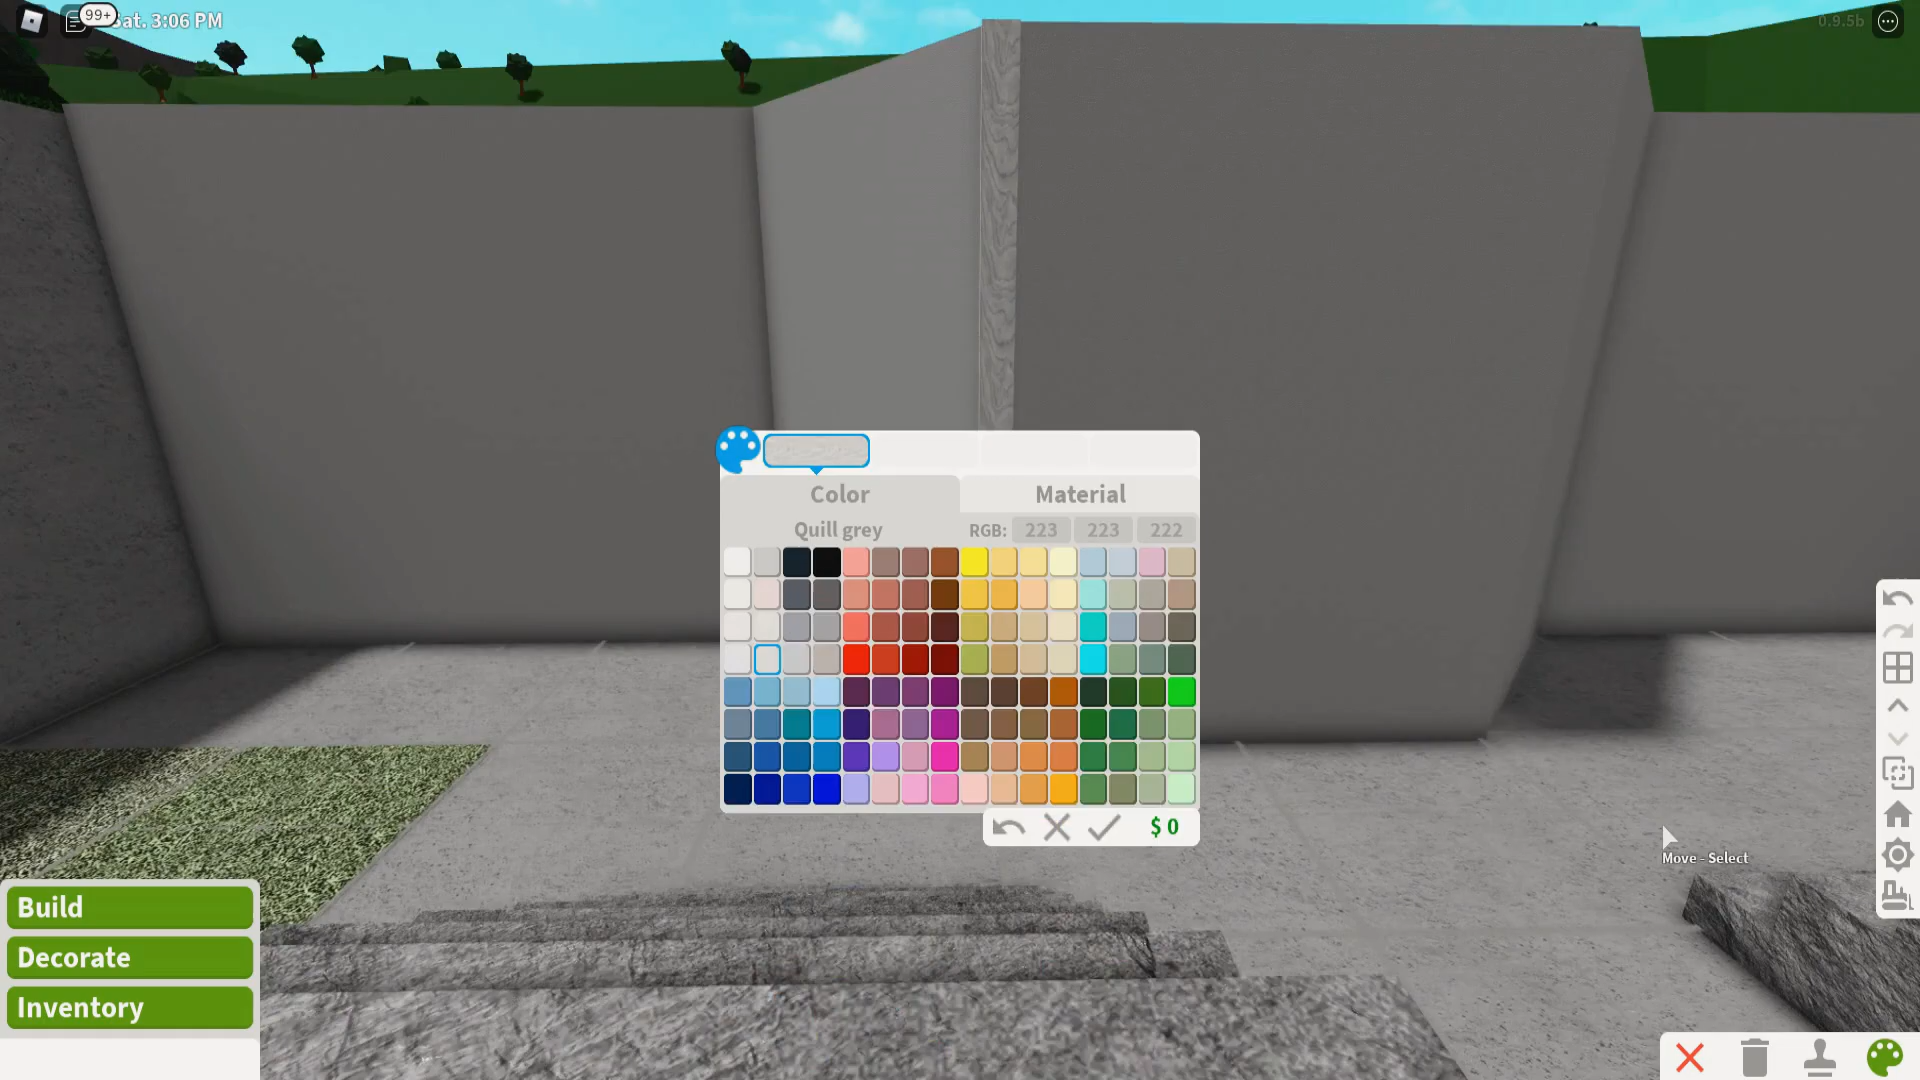 99+
Sat. 3:06 PM
0.9.5b
Color
Material
Quill grey
RGB: 223 223 222
$ 0
Move - Select
Build
Decorate
Inventory